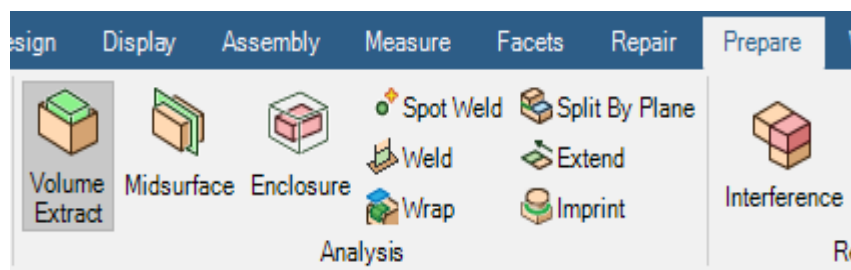 esign Display Assembly Measure Facets Repair Prepare
Volume Extract
Midsurface
Enclosure
Spot Weld
Weld
Wrap
Split By Plane
Extend
Imprint
Interference
Analysis